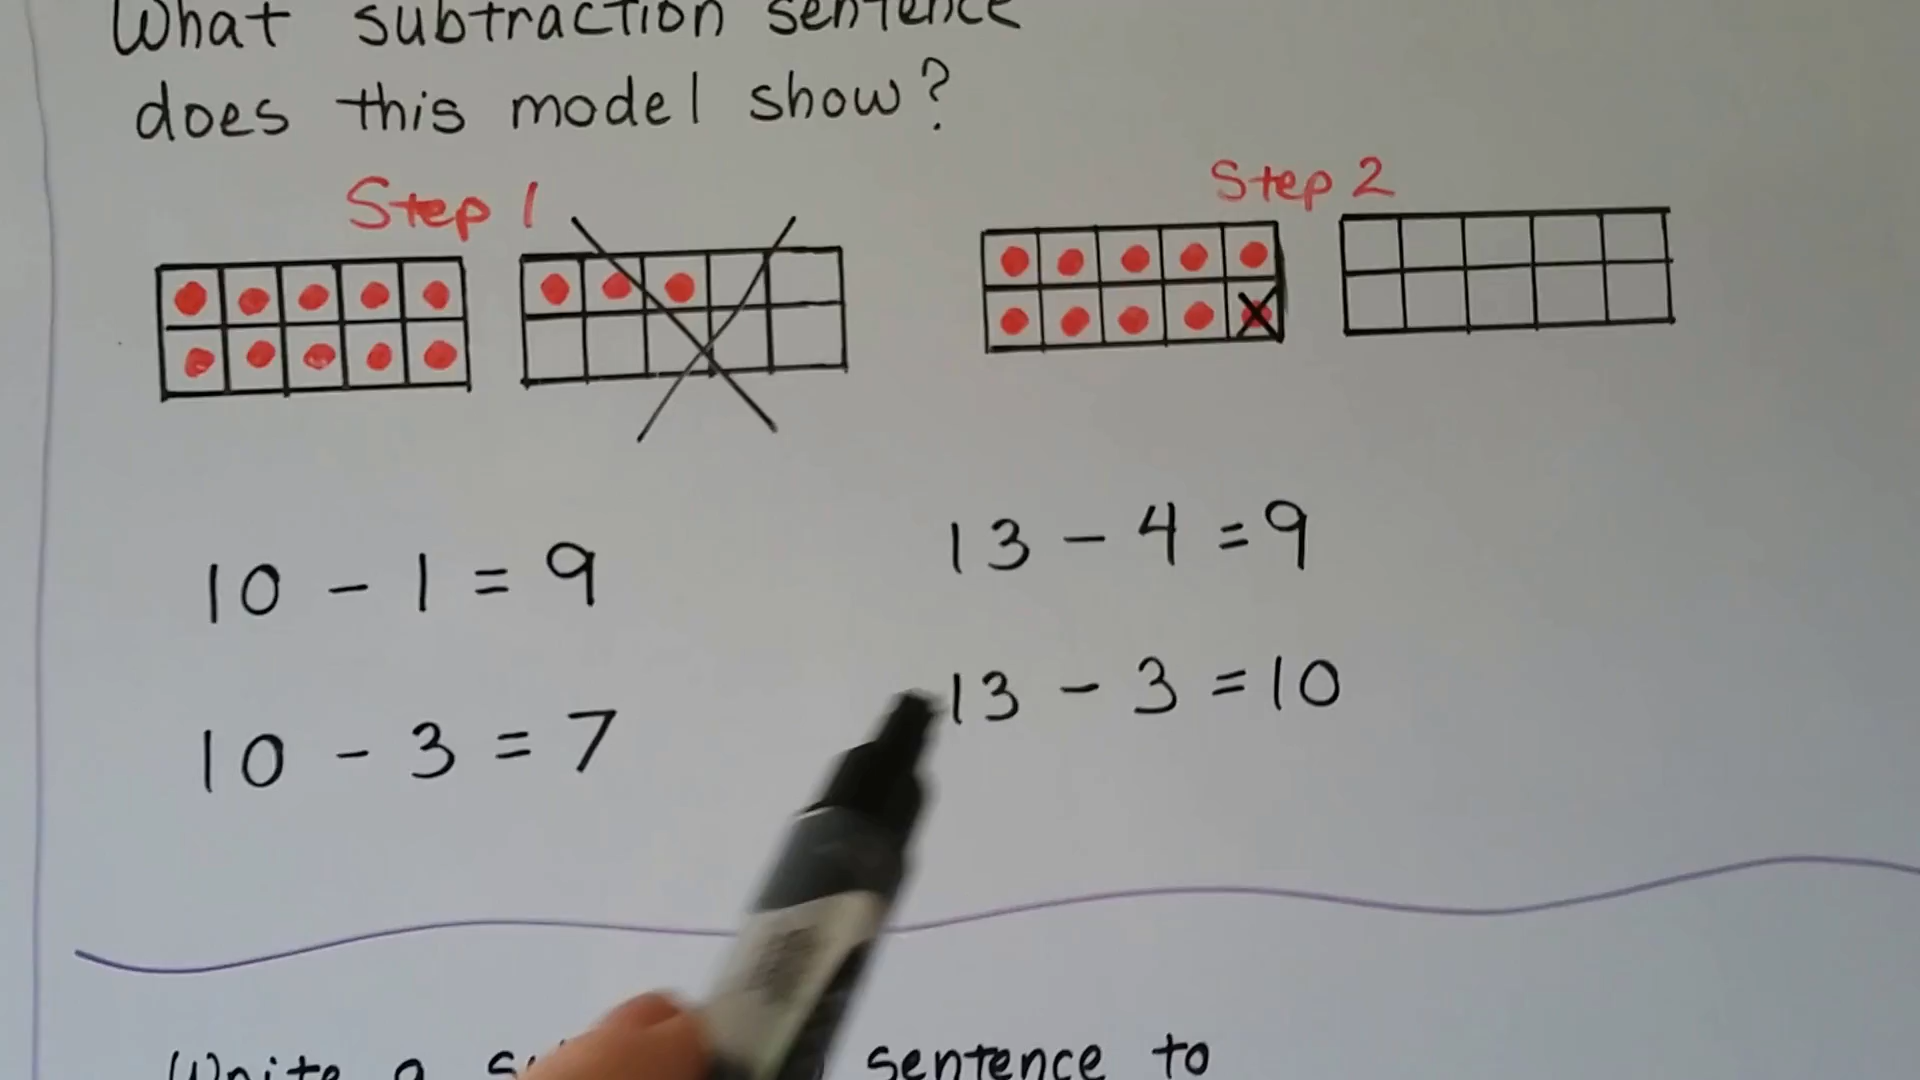 What subtraction sentence
does this model show?
Step 1
Step 2
10 - 1 = 9
13 - 4 = 9
10 - 3 = 7
13 - 3 = 10
Write a sentence to